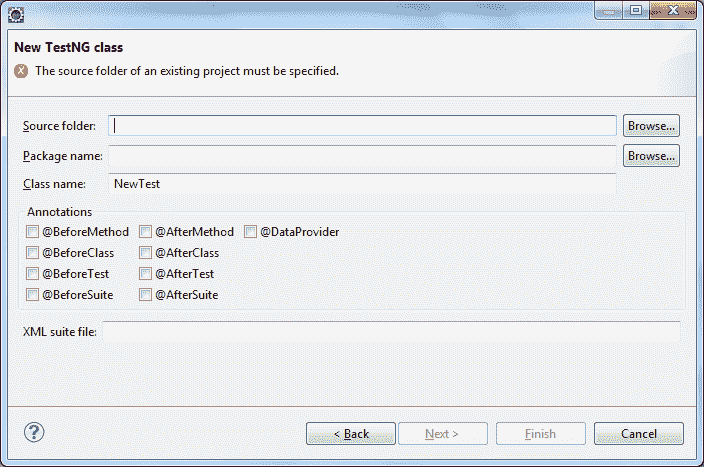 New TestNG class
The source folder of an existing project must be specified.
Source folder: Browse...
Package name: Browse...
Class name: NewTest
Annotations
@BeforeMethod @AfterMethod @DataProvider
@BeforeClass @AfterClass
@BeforeTest @AfterTest
@BeforeSuite @AfterSuite
XML suite file:
? < Back Next > Finish Cancel